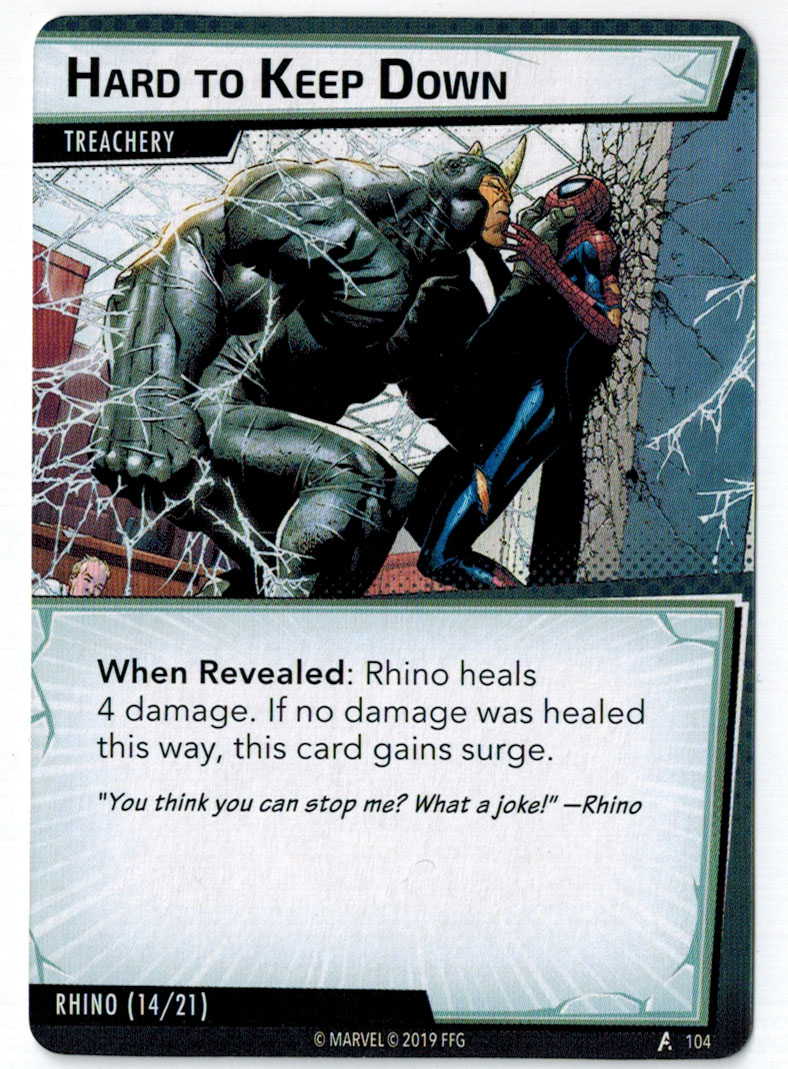 HARD TO KEEP DOWN
TREACHERY
When Revealed: Rhino heals
4 damage. If no damage was healed
this way, this card gains surge.
"You think you can stop me? What a joke!" —Rhino
RHINO (14/21)
© MARVEL © 2019 FFG
104